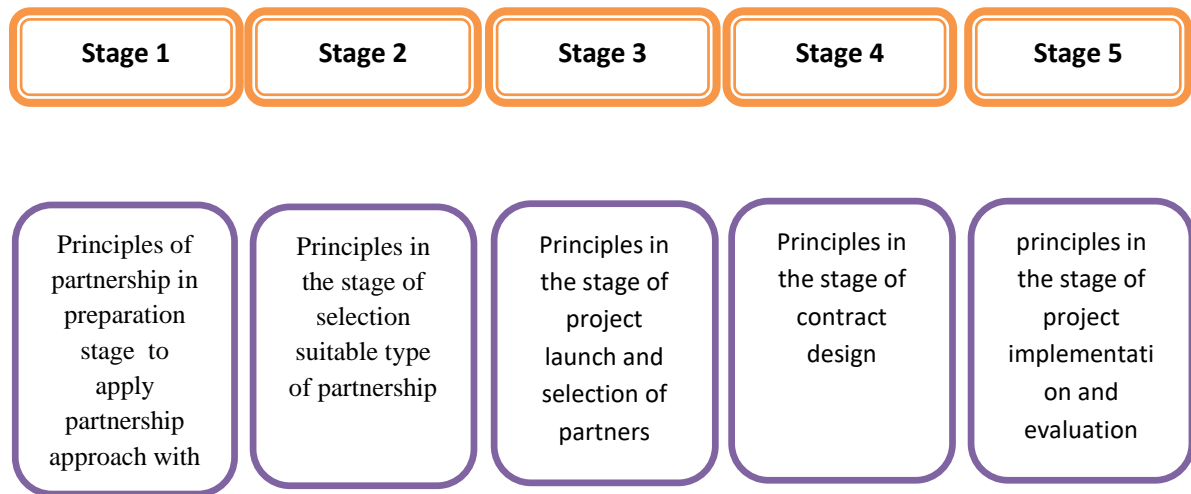 Stage 1
Stage 2
Stage 3
Stage 4
Stage 5
Principles of
partnership in
preparation
stage to
apply
partnership
approach with
Principles in
the stage of
selection
suitable type
of partnership
Principles in
the stage of
project
launch and
selection of
partners
Principles in
the stage of
contract
design
principles in
the stage of
project
implementati
on and
evaluation